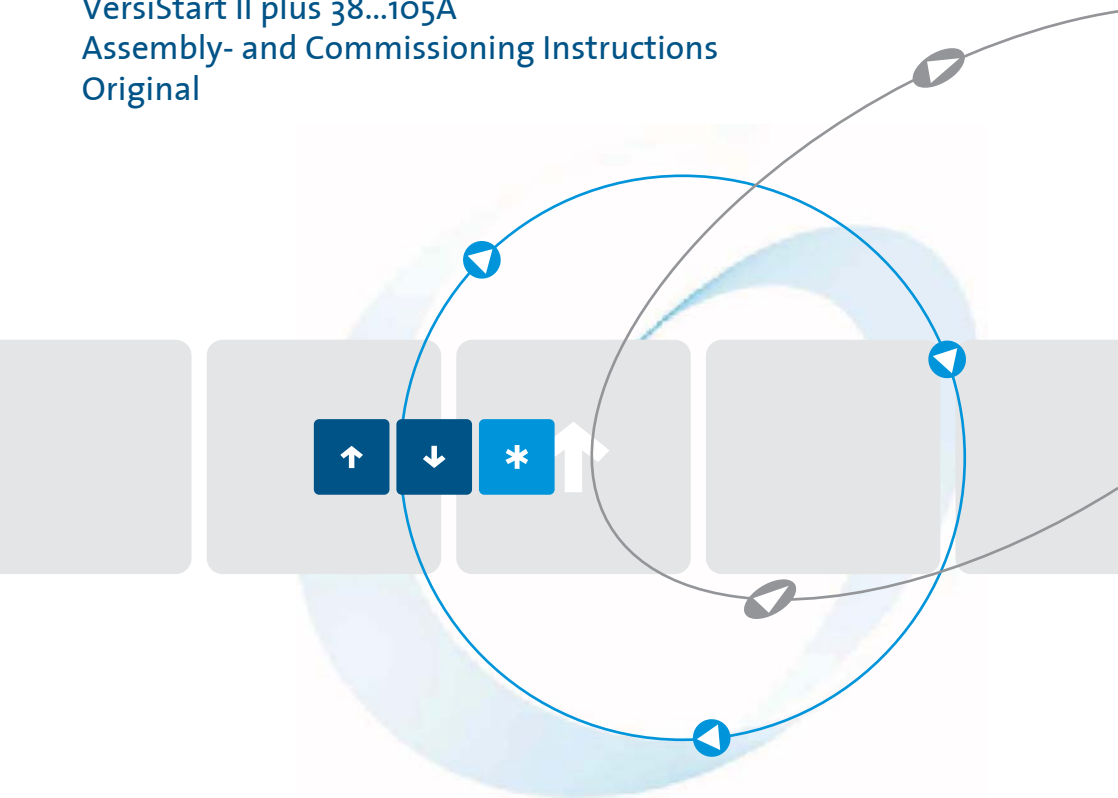 VersiStart II plus 38...105A
Assembly- and Commissioning Instructions
Original